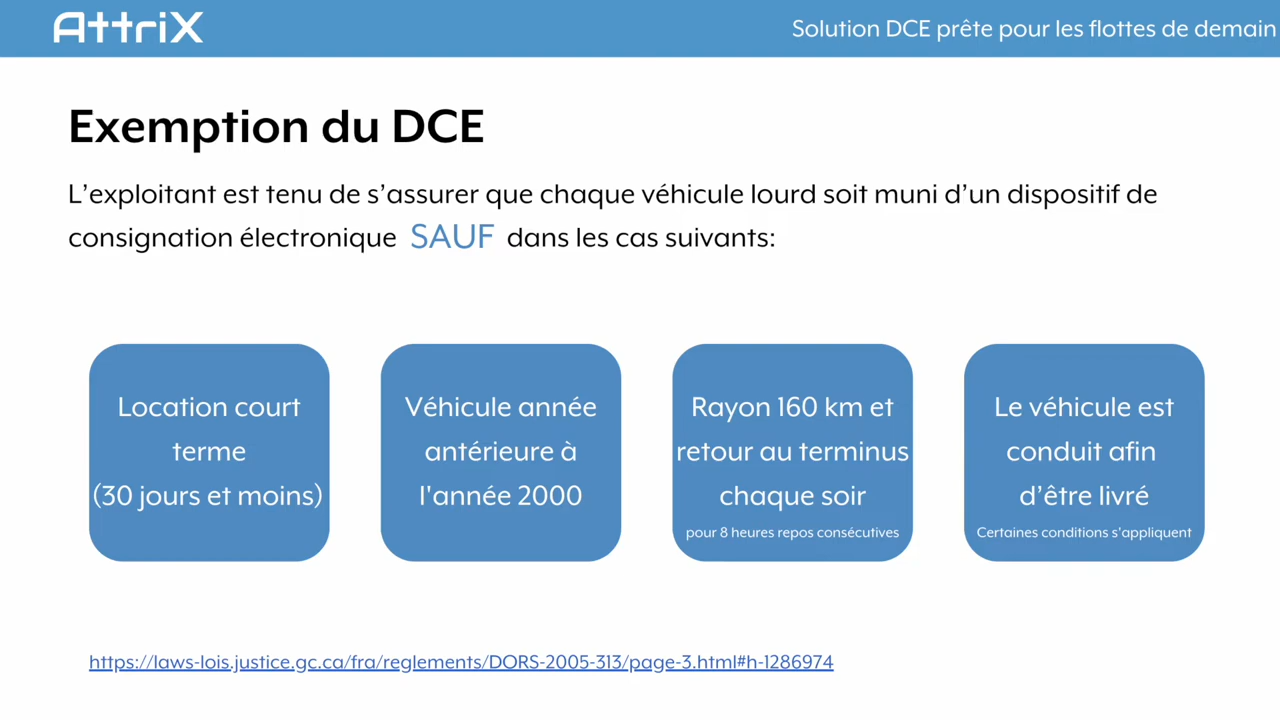 AttriX
Solution DCE prête pour les flottes de demain
Exemption du DCE
L'exploitant est tenu de s'assurer que chaque véhicule lourd soit muni d'un dispositif de
consignation électronique SAUF dans les cas suivants:
Location court
terme
(30 jours et moins)
Véhicule année
antérieure à
l'année 2000
Rayon 160 km et
retour au terminus
chaque soir
pour 8 heures repos consécutives
Le véhicule est
conduit afin
d'être livré
Certaines conditions s'appliquent
https://laws-lois.justice.gc.ca/fra/reglements/DORS-2005-313/page-3.html#h-1286974